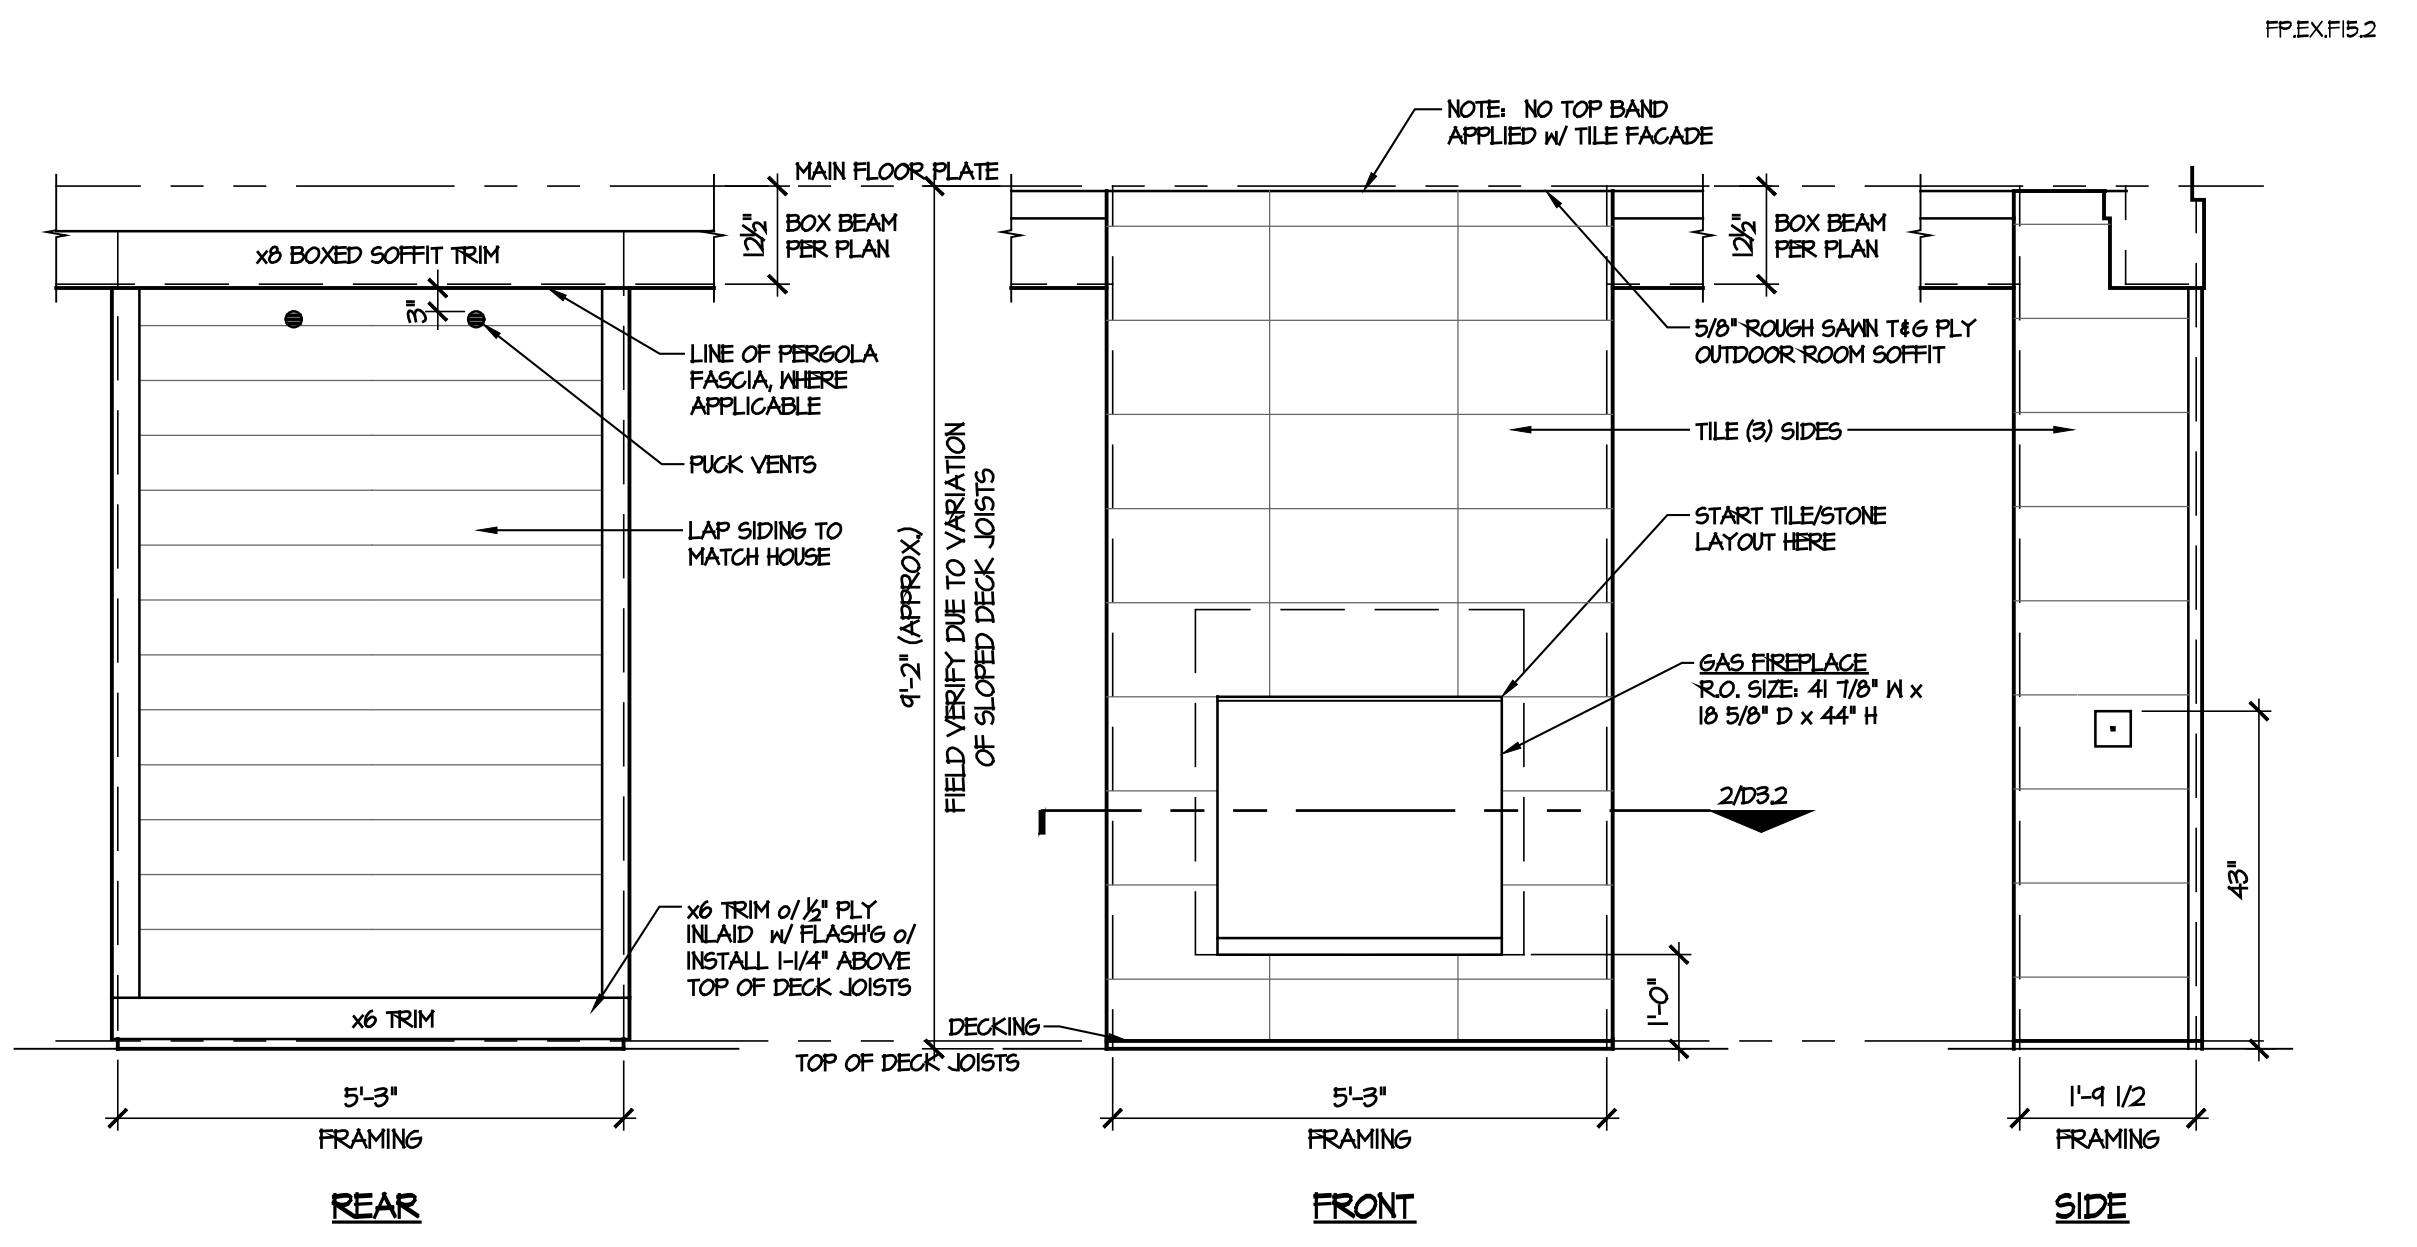 FP.EX.F15.2
NOTE:  NO TOP BAND
APPLIED w/ TILE FACADE
MAIN FLOOR PLATE
12½"
BOX BEAM
PER PLAN
x8 BOXED SOFFIT TRIM
3"
LINE OF PERGOLA
FASCIA, WHERE
APPLICABLE
PUCK VENTS
LAP SIDING TO
MATCH HOUSE
x6 TRIM o/ ½" PLY
INLAID  w/ FLASH'G o/
INSTALL 1-1/4" ABOVE
TOP OF DECK JOISTS
x6 TRIM
5'-3"
FRAMING
REAR
9'-2" (APPROX.)
FIELD VERIFY DUE TO VARIATION
OF SLOPED DECK JOISTS
DECKING
TOP OF DECK JOISTS
12½"
BOX BEAM
PER PLAN
5/8" ROUGH SAWN T&G PLY
OUTDOOR ROOM SOFFIT
TILE (3) SIDES
START TILE/STONE
LAYOUT HERE
GAS FIREPLACE
R.O. SIZE: 41 7/8" W x
18 5/8" D x 44" H
2/D3.2
1'-0"
5'-3"
FRAMING
FRONT
43"
1'-9 1/2
FRAMING
SIDE